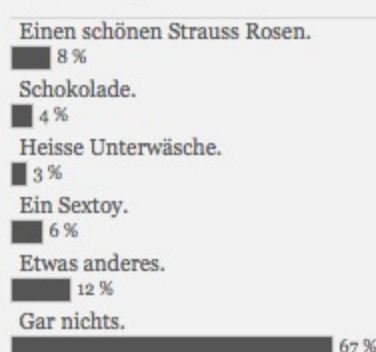 Einen schönen Strauss Rosen.
8 %
Schokolade.
4 %
Heisse Unterwäsche.
3 %
Ein Sextoy.
6 %
Etwas anderes.
12 %
Gar nichts.
67 %